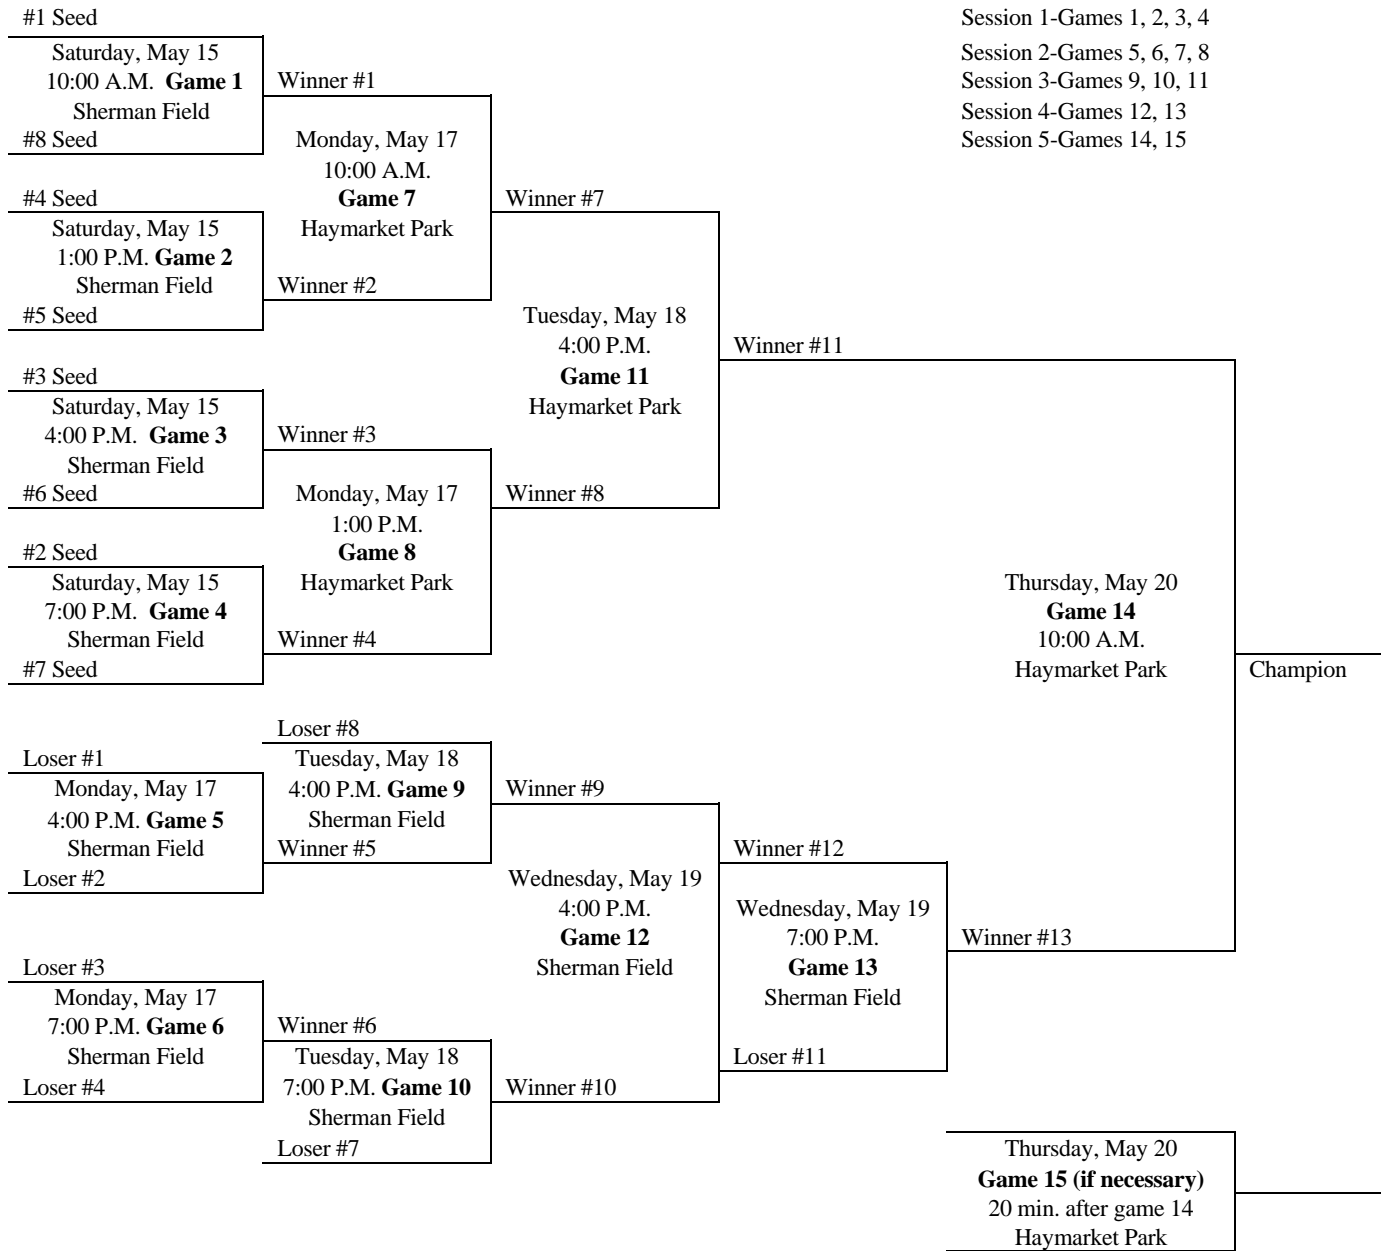 #1 Seed
Saturday, May 15
10:00 A.M. Game 1
Sherman Field
#8 Seed
#4 Seed
Saturday, May 15
1:00 P.M. Game 2
Sherman Field
#5 Seed
#3 Seed
Saturday, May 15
4:00 P.M. Game 3
Sherman Field
#6 Seed
#2 Seed
Saturday, May 15
7:00 P.M. Game 4
Sherman Field
#7 Seed
Loser #1
Monday, May 17
4:00 P.M. Game 5
Sherman Field
Loser #2
Loser #3
Monday, May 17
7:00 P.M. Game 6
Sherman Field
Loser #4
Winner #1
Monday, May 17
10:00 A.M.
Game 7
Haymarket Park
Winner #2
Winner #3
Monday, May 17
1:00 P.M.
Game 8
Haymarket Park
Winner #4
Loser #8
Tuesday, May 18
4:00 P.M. Game 9
Sherman Field
Winner #5
Winner #6
Tuesday, May 18
7:00 P.M. Game 10
Sherman Field
Loser #7
Winner #7
Tuesday, May 18
4:00 P.M.
Game 11
Haymarket Park
Winner #8
Winner #9
Wednesday, May 19
4:00 P.M.
Game 12
Sherman Field
Winner #10
Winner #11
Winner #12
Wednesday, May 19
7:00 P.M.
Game 13
Sherman Field
Loser #11
Session 1-Games 1, 2, 3, 4
Session 2-Games 5, 6, 7, 8
Session 3-Games 9, 10, 11
Session 4-Games 12, 13
Session 5-Games 14, 15
Thursday, May 20
Game 14
10:00 A.M.
Haymarket Park
Winner #13
Champion
Thursday, May 20
Game 15 (if necessary)
20 min. after game 14
Haymarket Park